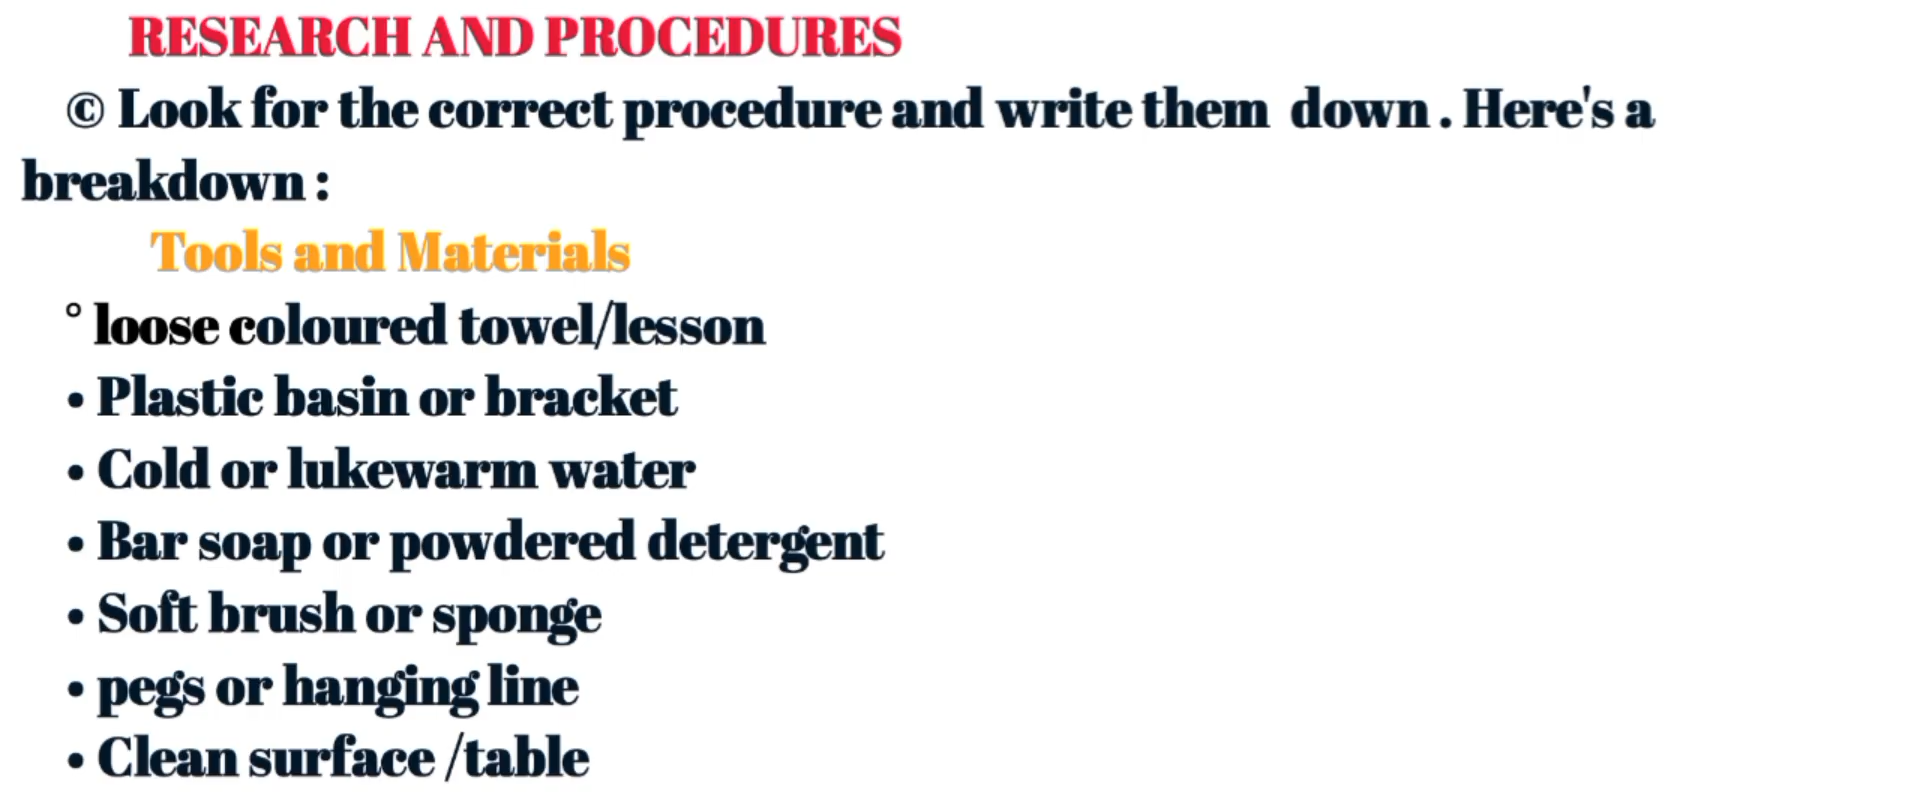 RESEARCH AND PROCEDURES
© Look for the correct procedure and write them down . Here's a
breakdown :
Tools and Materials
° loose coloured towel/lesson
• Plastic basin or bracket
• Cold or lukewarm water
• Bar soap or powdered detergent
• Soft brush or sponge
• pegs or hanging line
• Clean surface /table